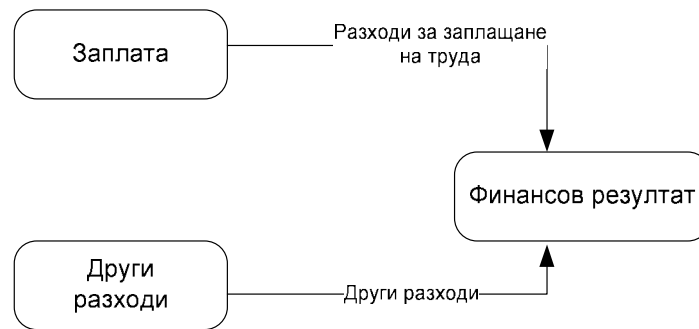 Заплата
Разходи за заплащане
на труда
Финансов резултат
Други
разходи
Други разходи